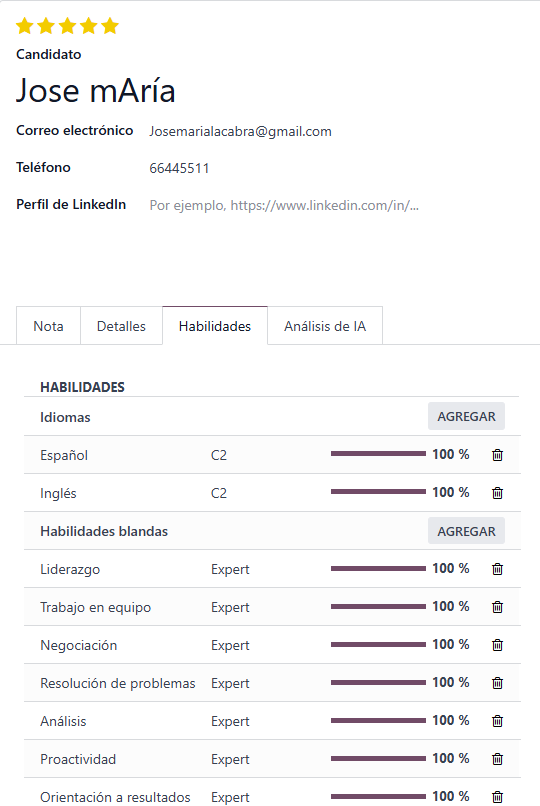 Candidato
Jose mAría
Correo electrónico Josemarialacabra@gmail.com
Teléfono 66445511
Perfil de LinkedIn Por ejemplo, https://www.linkedin.com/in/...
Nota Detalles Habilidades Análisis de IA
HABILIDADES
Idiomas AGREGAR
Español C2 100 %
Inglés C2 100 %
Habilidades blandas AGREGAR
Liderazgo Expert 100 %
Trabajo en equipo Expert 100 %
Negociación Expert 100 %
Resolución de problemas Expert 100 %
Análisis Expert 100 %
Proactividad Expert 100 %
Orientación a resultados Expert 100 %